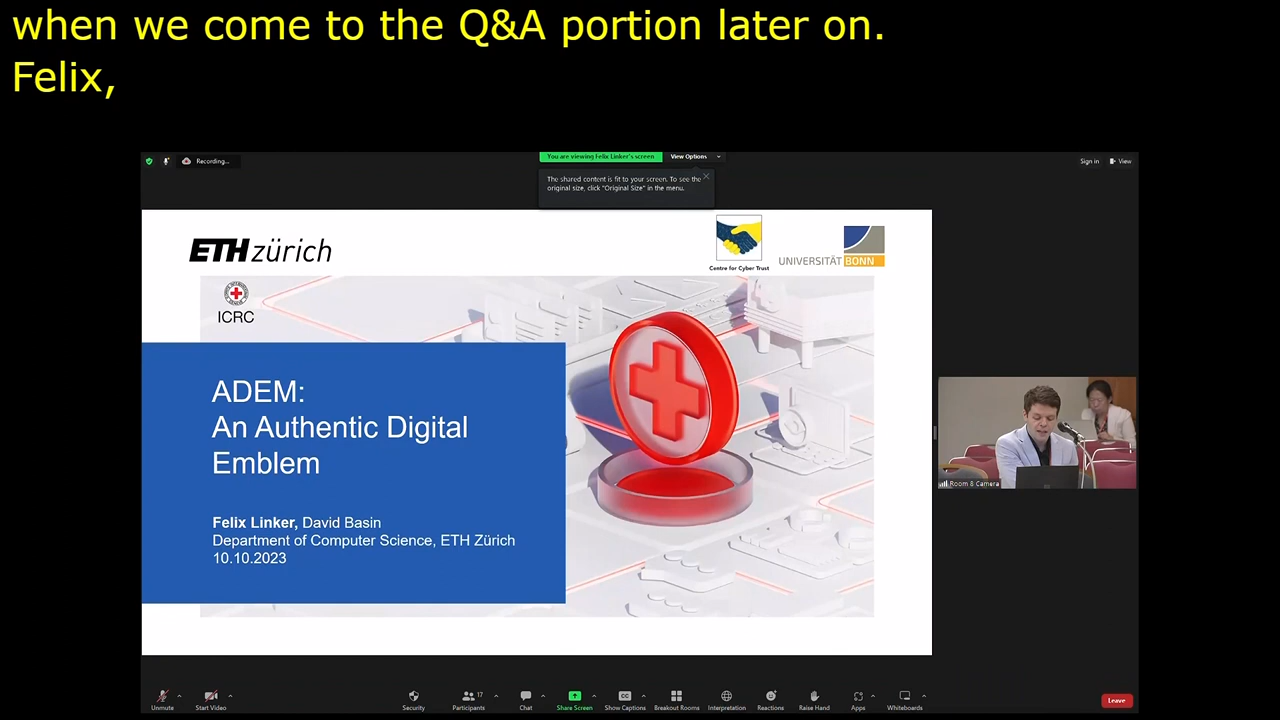 when we come to the Q&A portion later on.
Felix,
Recording...
You are viewing Felix Linker's screen
View Options
Sign in
View
The shared content is fit to your screen. To see the
original size, click "Original Size" in the menu.
ETH zürich
Centre for Cyber Trust
UNIVERSITÄT BONN
ICRC
ADEM:
An Authentic Digital
Emblem
Felix Linker, David Basin
Department of Computer Science, ETH Zürich
10.10.2023
Room 8 Camera
Unmute
Start Video
Security
Participants
17
Chat
Share Screen
CC
Show Captions
Breakout Rooms
Interpretation
Reactions
Raise Hand
Apps
Whiteboards
Leave